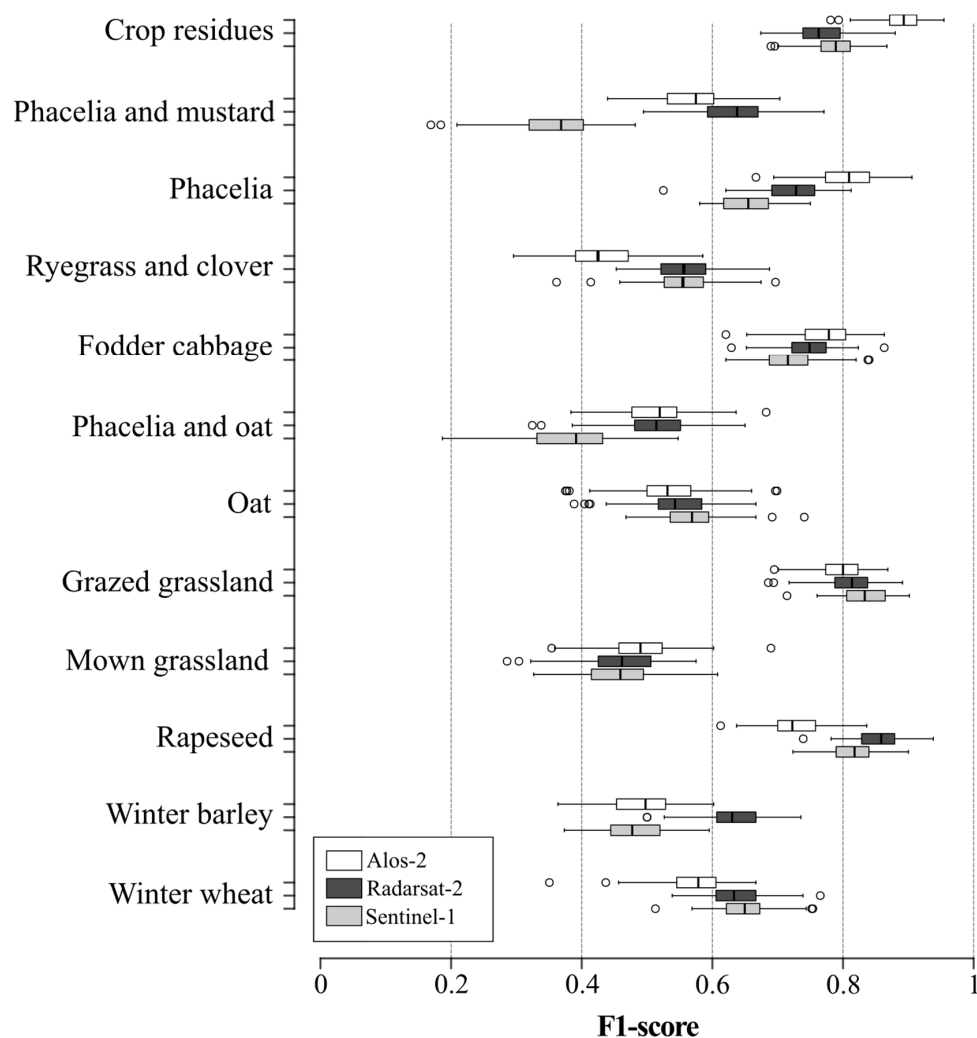 Crop residues
Phacelia and mustard
Phacelia
Ryegrass and clover
Fodder cabbage
Phacelia and oat
Oat
Grazed grassland
Mown grassland
Rapeseed
Winter barley
Winter wheat
Alos-2
Radarsat-2
Sentinel-1
0 0.2 0.4 0.6 0.8 1
F1-score